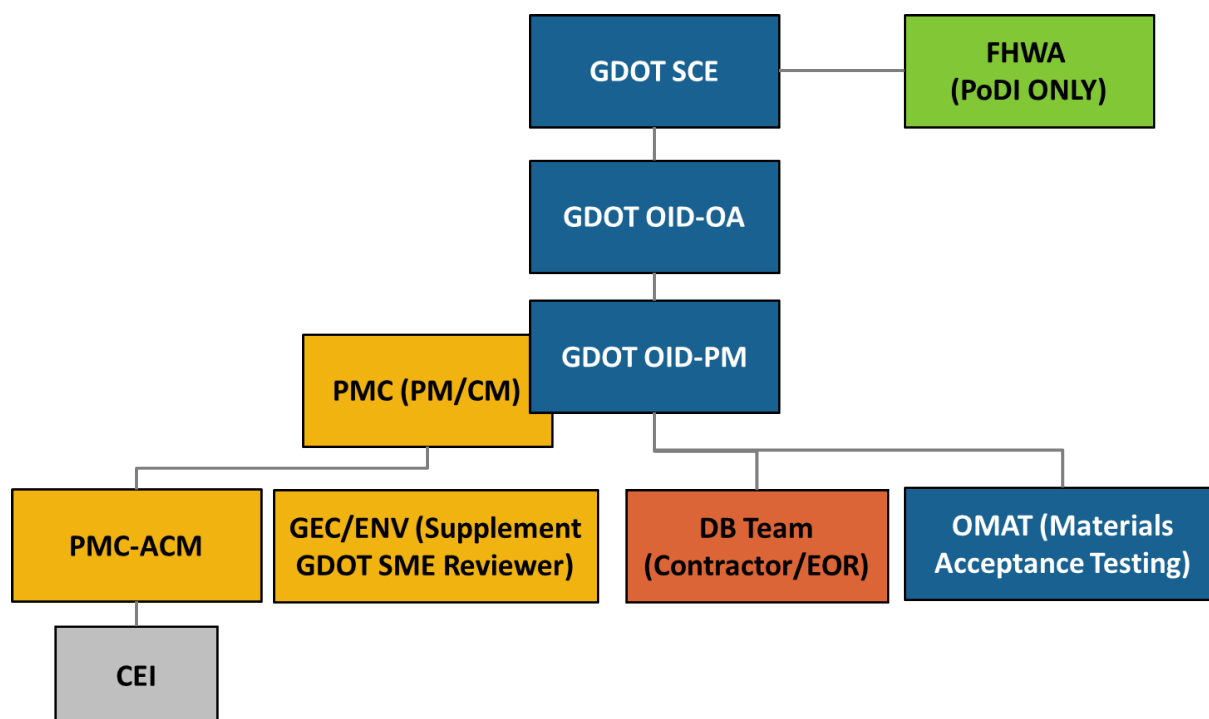 GDOT SCE
FHWA
(PoDI ONLY)
GDOT OID-OA
GDOT OID-PM
PMC (PM/CM)
PMC-ACM
GEC/ENV (Supplement
GDOT SME Reviewer)
DB Team
(Contractor/EOR)
OMAT (Materials
Acceptance Testing)
CEI